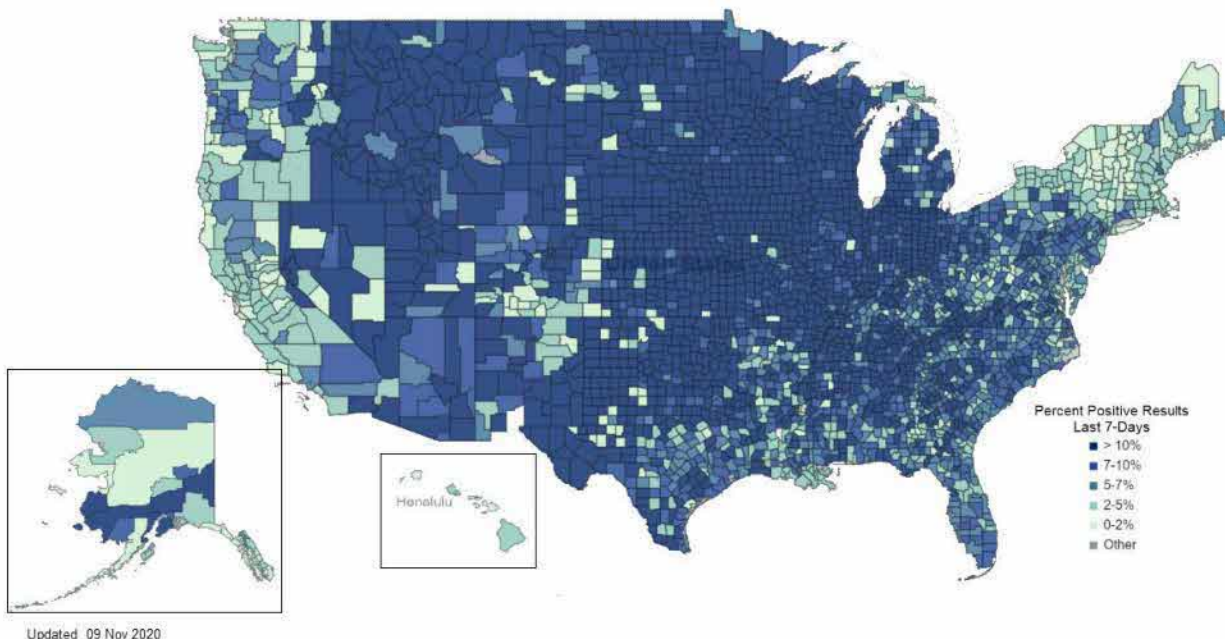 Honolulu
Percent Positive Results
Last 7-Days
> 10%
7-10%
5-7%
2-5%
0-2%
Other
Updated 09 Nov 2020